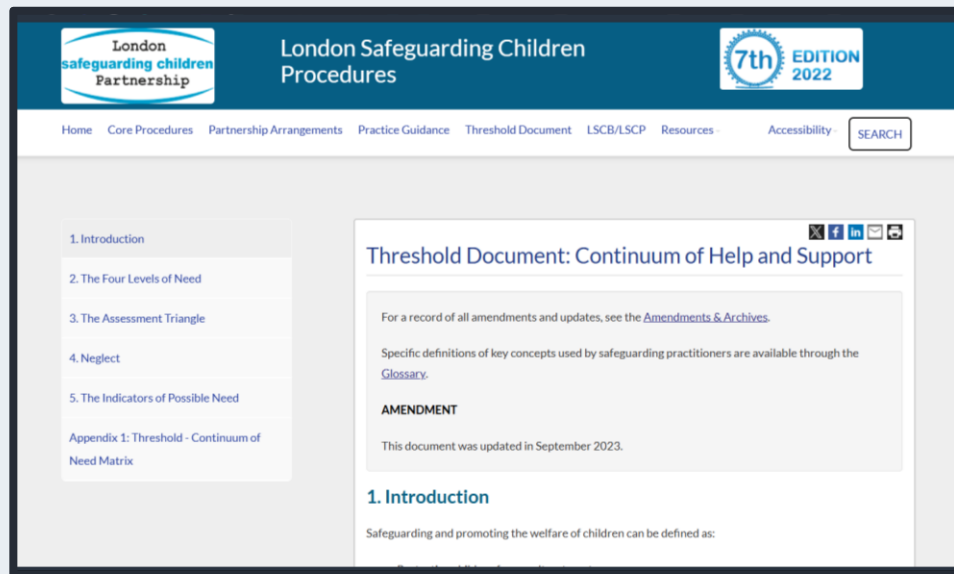 London
safeguarding children
Partnership
London Safeguarding Children
Procedures
7th
EDITION
2022
Home Core Procedures Partnership Arrangements Practice Guidance Threshold Document LSCB/LSCP Resources Accessibility SEARCH
1. Introduction
2. The Four Levels of Need
3. The Assessment Triangle
4. Neglect
5. The Indicators of Possible Need
Appendix 1: Threshold - Continuum of
Need Matrix
Threshold Document: Continuum of Help and Support
For a record of all amendments and updates, see the Amendments & Archives.
Specific definitions of key concepts used by safeguarding practitioners are available through the
Glossary.
AMENDMENT
This document was updated in September 2023.
1. Introduction
Safeguarding and promoting the welfare of children can be defined as: